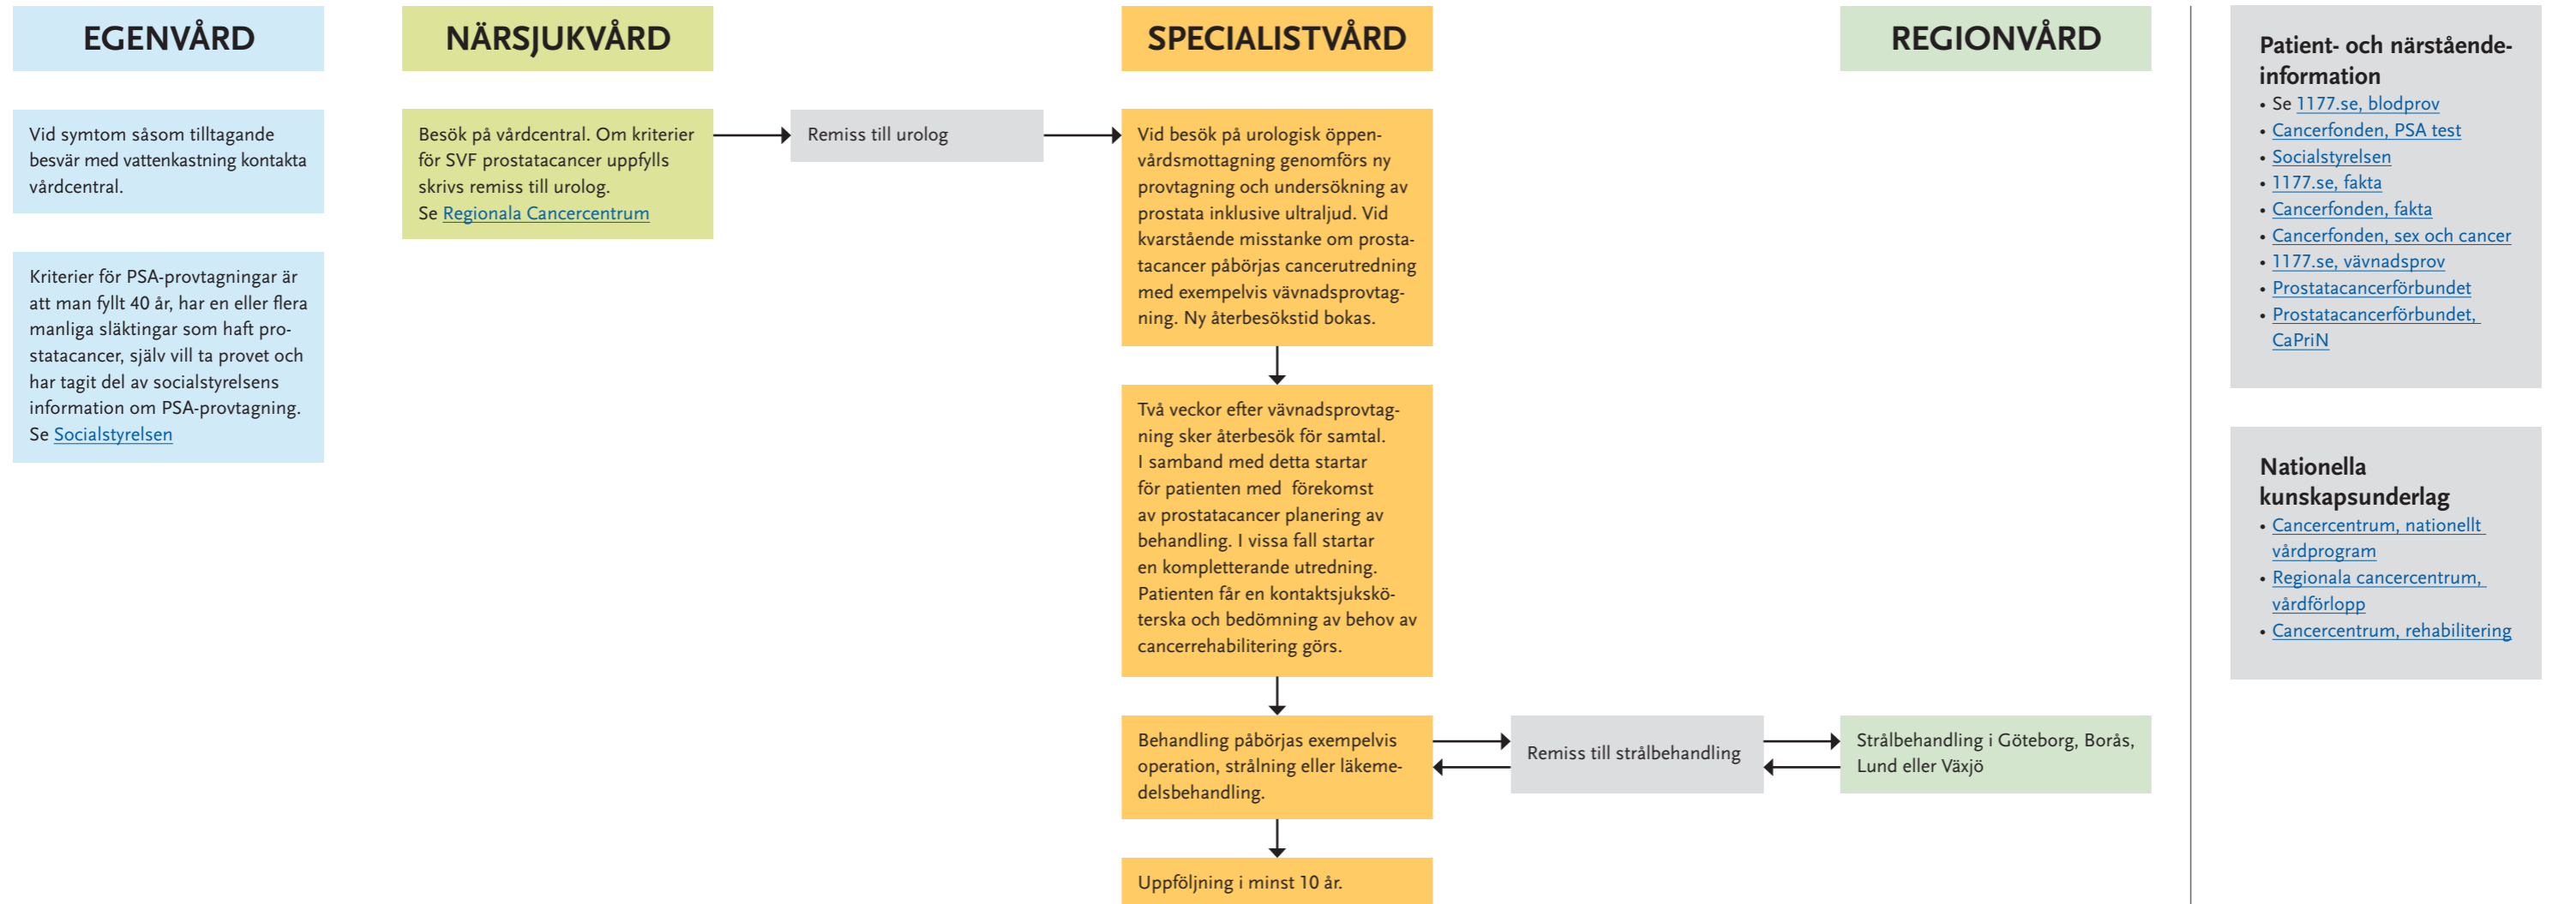 EGENVÅRD
Vid symtom såsom tilltagande
besvär med vattenkastning kontakta
vårdcentral.
Kriterier för PSA-provtagningar är
att man fyllt 40 år, har en eller flera
manliga släktingar som haft pro-
statacancer, själv vill ta provet och
har tagit del av socialstyrelsens
information om PSA-provtagning.
Se Socialstyrelsen
NÄRSJUKVÅRD
Besök på vårdcentral. Om kriterier
för SVF prostatacancer uppfylls
skrivs remiss till urolog.
Se Regionala Cancercentrum
Remiss till urolog
SPECIALISTVÅRD
Vid besök på urologisk öppen-
vårdsmottagning genomförs ny
provtagning och undersökning av
prostata inklusive ultraljud. Vid
kvarstående misstanke om prosta-
tacancer påbörjas cancerutredning
med exempelvis vävnadsprovtag-
ning. Ny återbesökstid bokas.
Två veckor efter vävnadsprovtag-
ning sker återbesök för samtal.
I samband med detta startar
för patienten med  förekomst
av prostatacancer planering av
behandling. I vissa fall startar
en kompletterande utredning.
Patienten får en kontaktsjukskö-
terska och bedömning av behov av
cancerrehabilitering görs.
Behandling påbörjas exempelvis
operation, strålning eller läkeme-
delsbehandling.
Uppföljning i minst 10 år.
Remiss till strålbehandling
REGIONVÅRD
Strålbehandling i Göteborg, Borås,
Lund eller Växjö
Patient- och närstående-
information
• Se 1177.se, blodprov
• Cancerfonden, PSA test
• Socialstyrelsen
• 1177.se, fakta
• Cancerfonden, fakta
• Cancerfonden, sex och cancer
• 1177.se, vävnadsprov
• Prostatacancerförbundet
• Prostatacancerförbundet,
CaPriN
Nationella
kunskapsunderlag
• Cancercentrum, nationellt
vårdprogram
• Regionala cancercentrum,
vårdförlopp
• Cancercentrum, rehabilitering